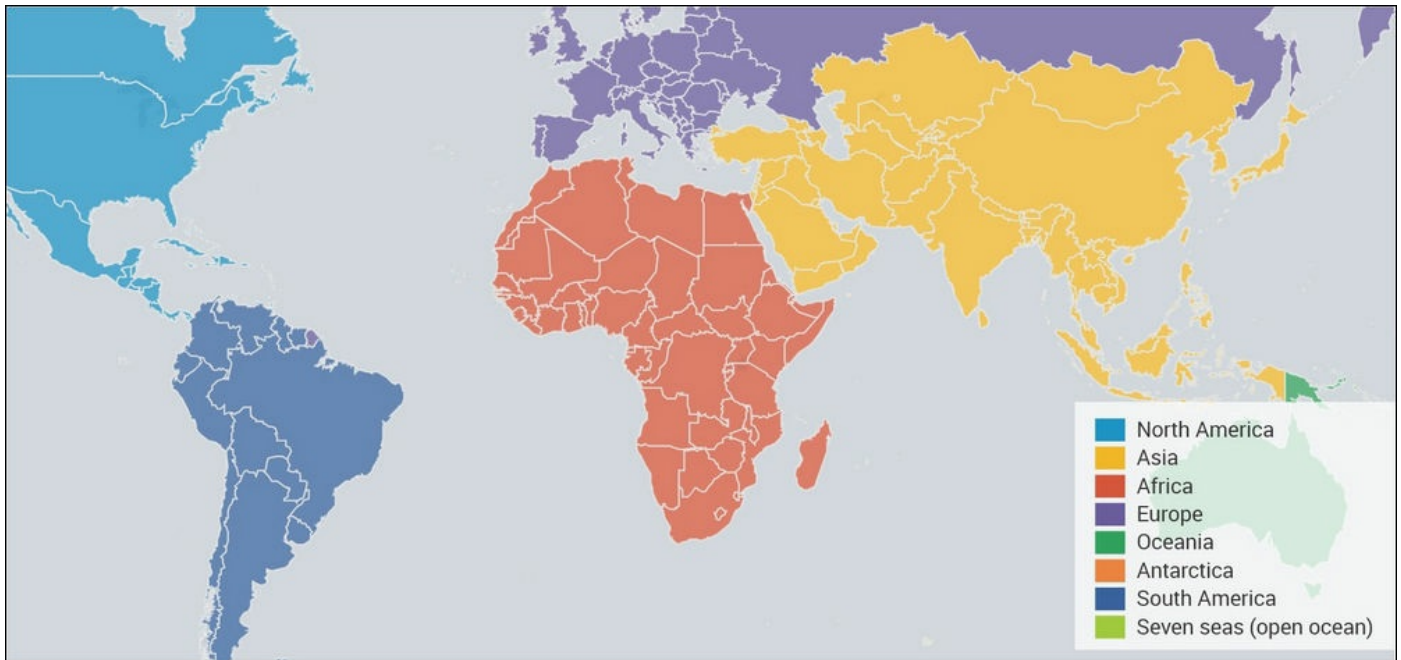 North America
Asia
Africa
Europe
Oceania
Antarctica
South America
Seven seas (open ocean)